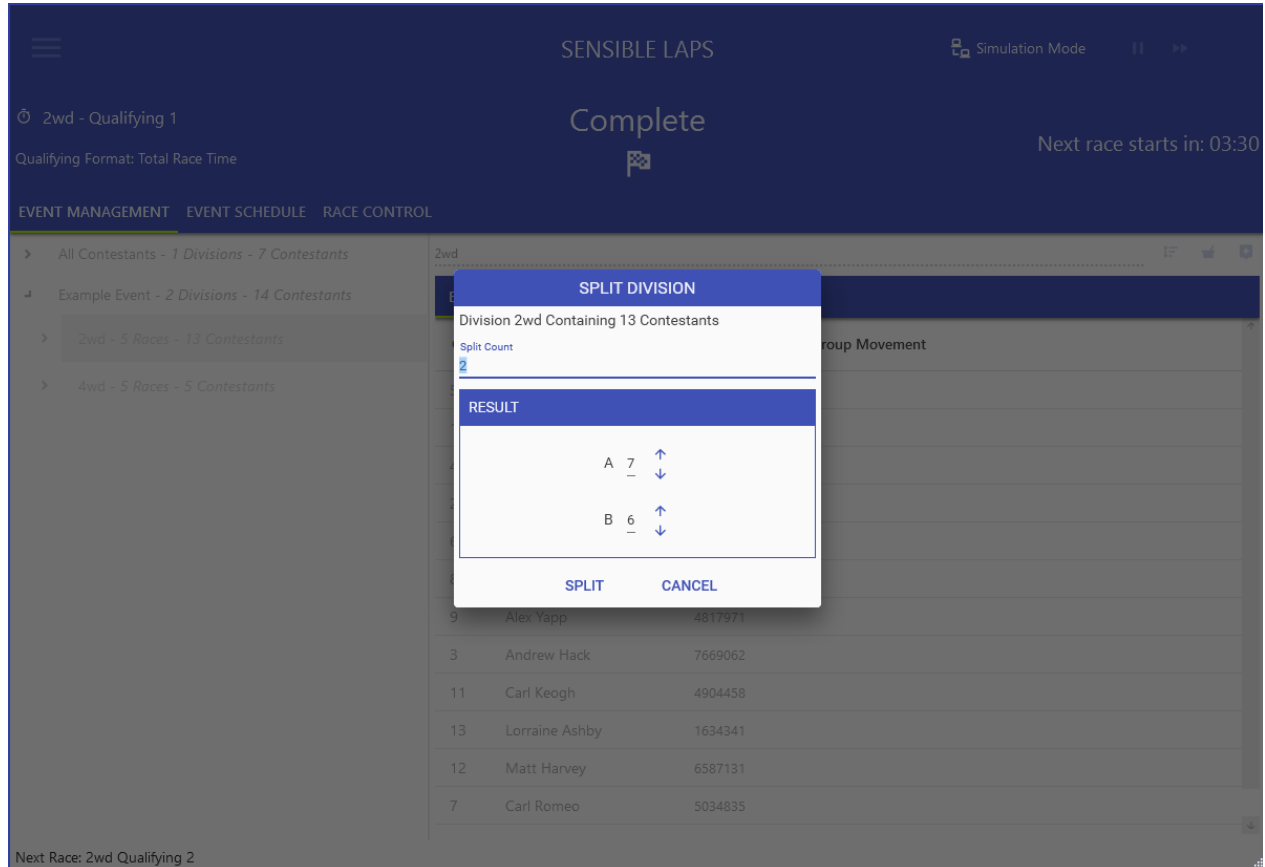 SENSIBLE LAPS
Simulation Mode
2wd - Qualifying 1
Complete
Qualifying Format: Total Race Time
Next race starts in: 03:30
EVENT MANAGEMENT EVENT SCHEDULE RACE CONTROL
All Contestants - 1 Divisions - 7 Contestants
Example Event - 2 Divisions - 14 Contestants
2wd - 5 Races - 13 Contestants
4wd - 5 Races - 5 Contestants
2wd
SPLIT DIVISION
Division 2wd Containing 13 Contestants
Split Count
2
RESULT
A 7
B 6
SPLIT CANCEL
Movement
9 Alex Yapp 4817971
3 Andrew Hack 7669062
11 Carl Keogh 4904458
13 Lorraine Ashby 1634341
12 Matt Harvey 6587131
7 Carl Romeo 5034835
Next Race: 2wd Qualifying 2